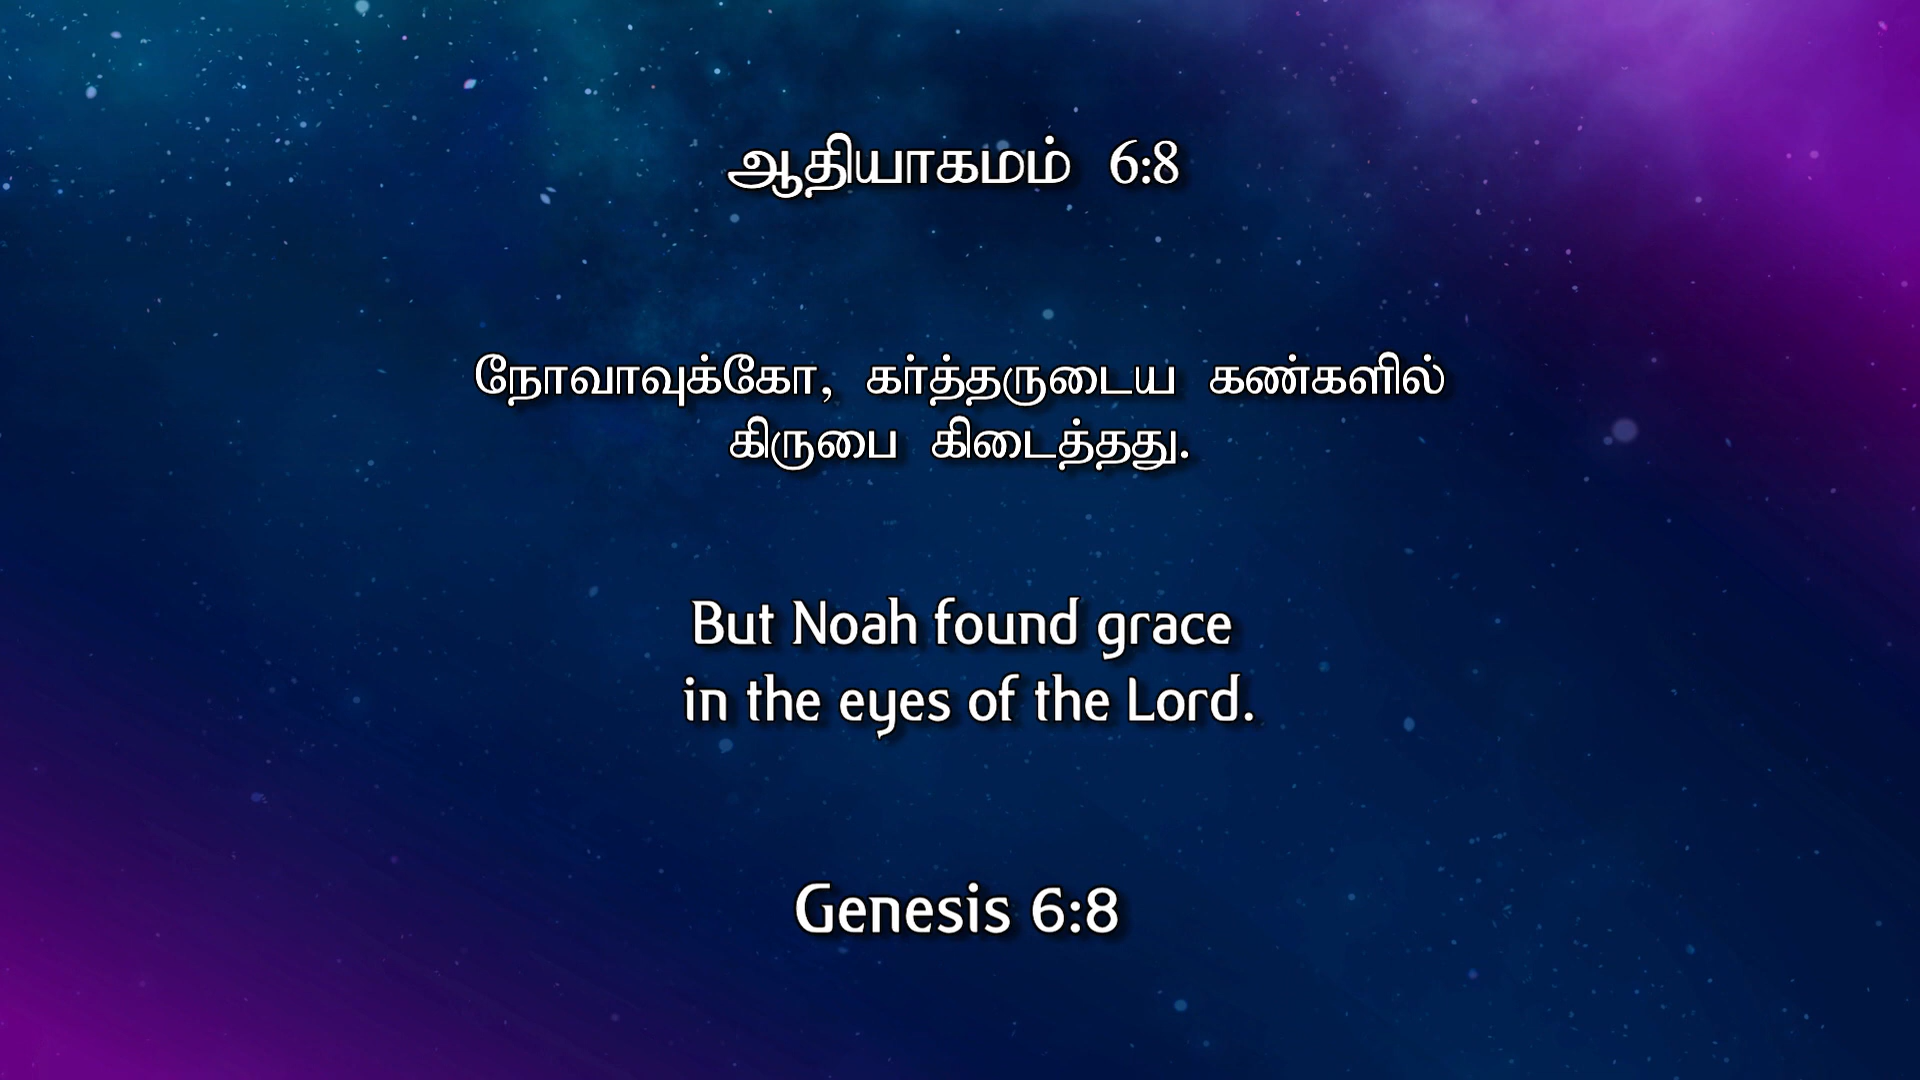 ஆதியாகமம் 6:8
நோவாவுக்கோ, கர்த்தருடைய கண்களில்
கிருபை கிடைத்தது.
But Noah found grace
in the eyes of the Lord.
Genesis 6:8